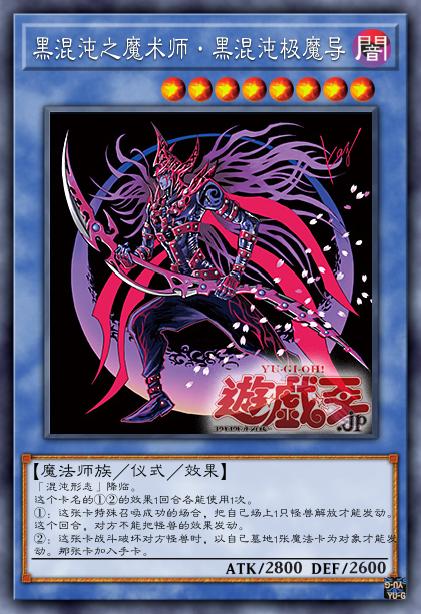 黑混沌之魔术师·黑混沌极魔导
闇
Kazy
YU-GI-OH!
遊戯王
.JP
【魔法师族／仪式／效果】
「混沌形态」降临。
这个卡名的①②的效果1回合各能使用1次。
①：这张卡特殊召唤成功的场合，把自己场上1只怪兽解放才能发动。
这个回合，对方不能把怪兽的效果发动。
②：这张卡战斗破坏对方怪兽时，以自己墓地1张魔法卡为对象才能发
动。那张卡加入手卡。
ATK/2800 DEF/2600